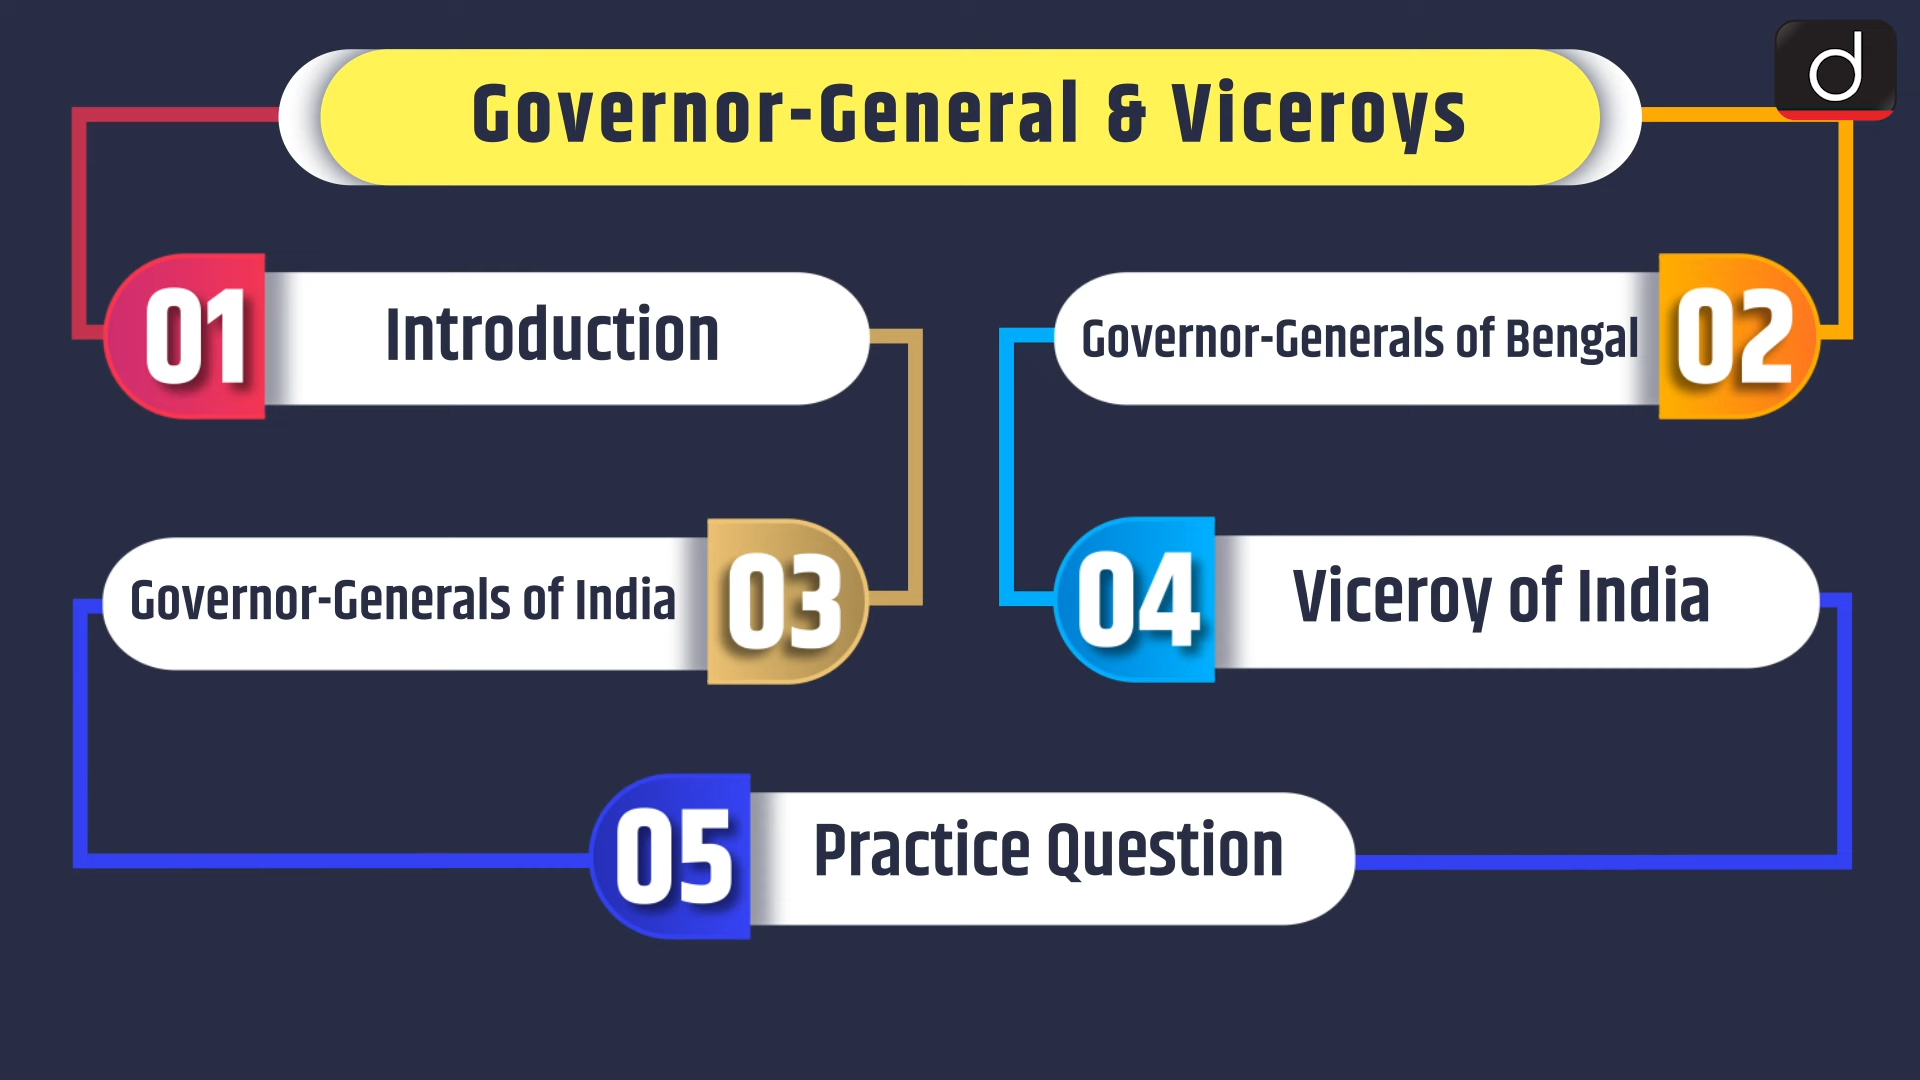 Governor-General & Viceroys
d
01
Introduction
Governor-Generals of Bengal
02
Governor-Generals of India
03
04
Viceroy of India
05
Practice Question